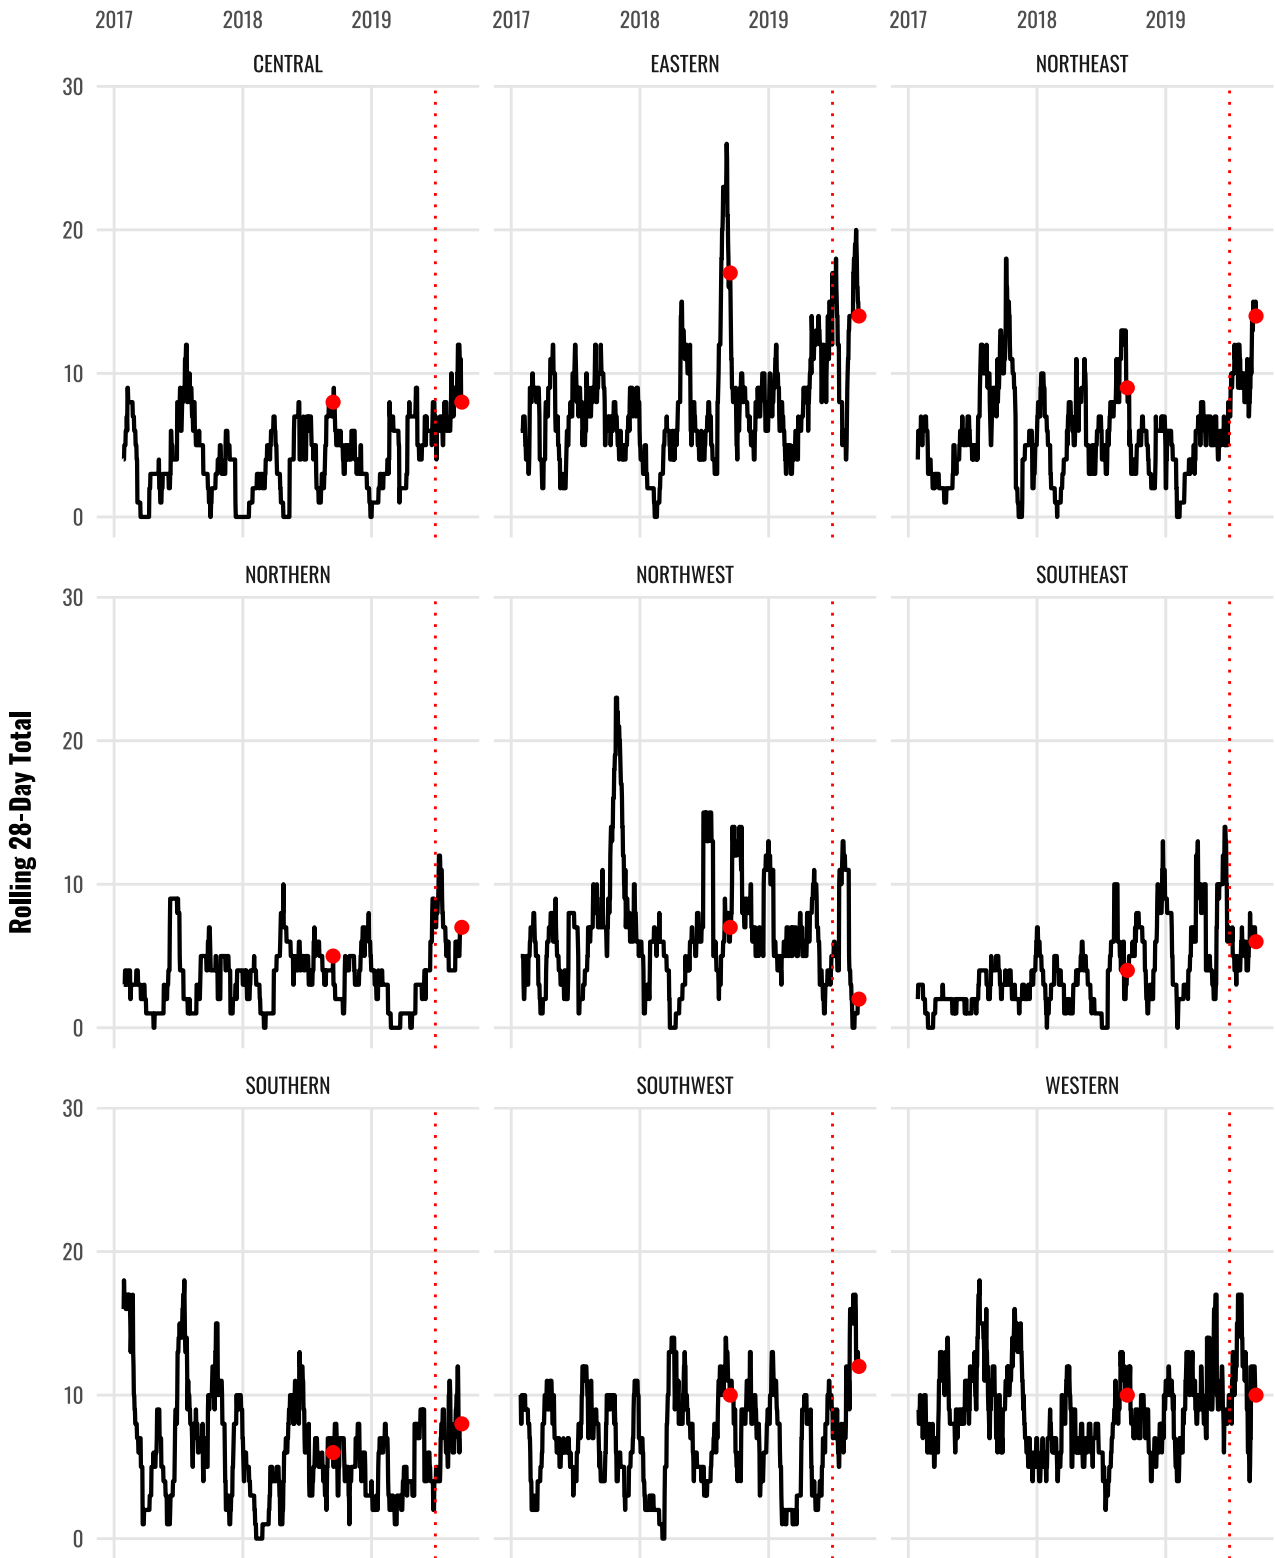 2017 2018 2019 2017 2018 2019 2017 2018 2019
CENTRAL EASTERN NORTHEAST
30
20
10
0
NORTHERN NORTHWEST SOUTHEAST
30
20
10
0
Rolling 28-Day Total
SOUTHERN SOUTHWEST WESTERN
30
20
10
0